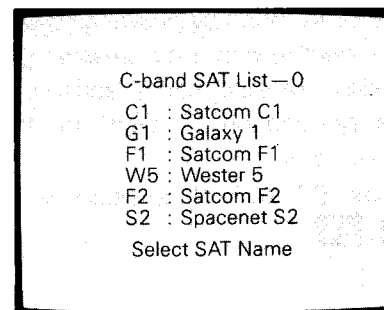 C-band SAT List—0
C1 : Satcom C1
G1 : Galaxy 1
F1 : Satcom F1
W5 : Wester 5
F2 : Satcom F2
S2 : Spacenet S2
Select SAT Name